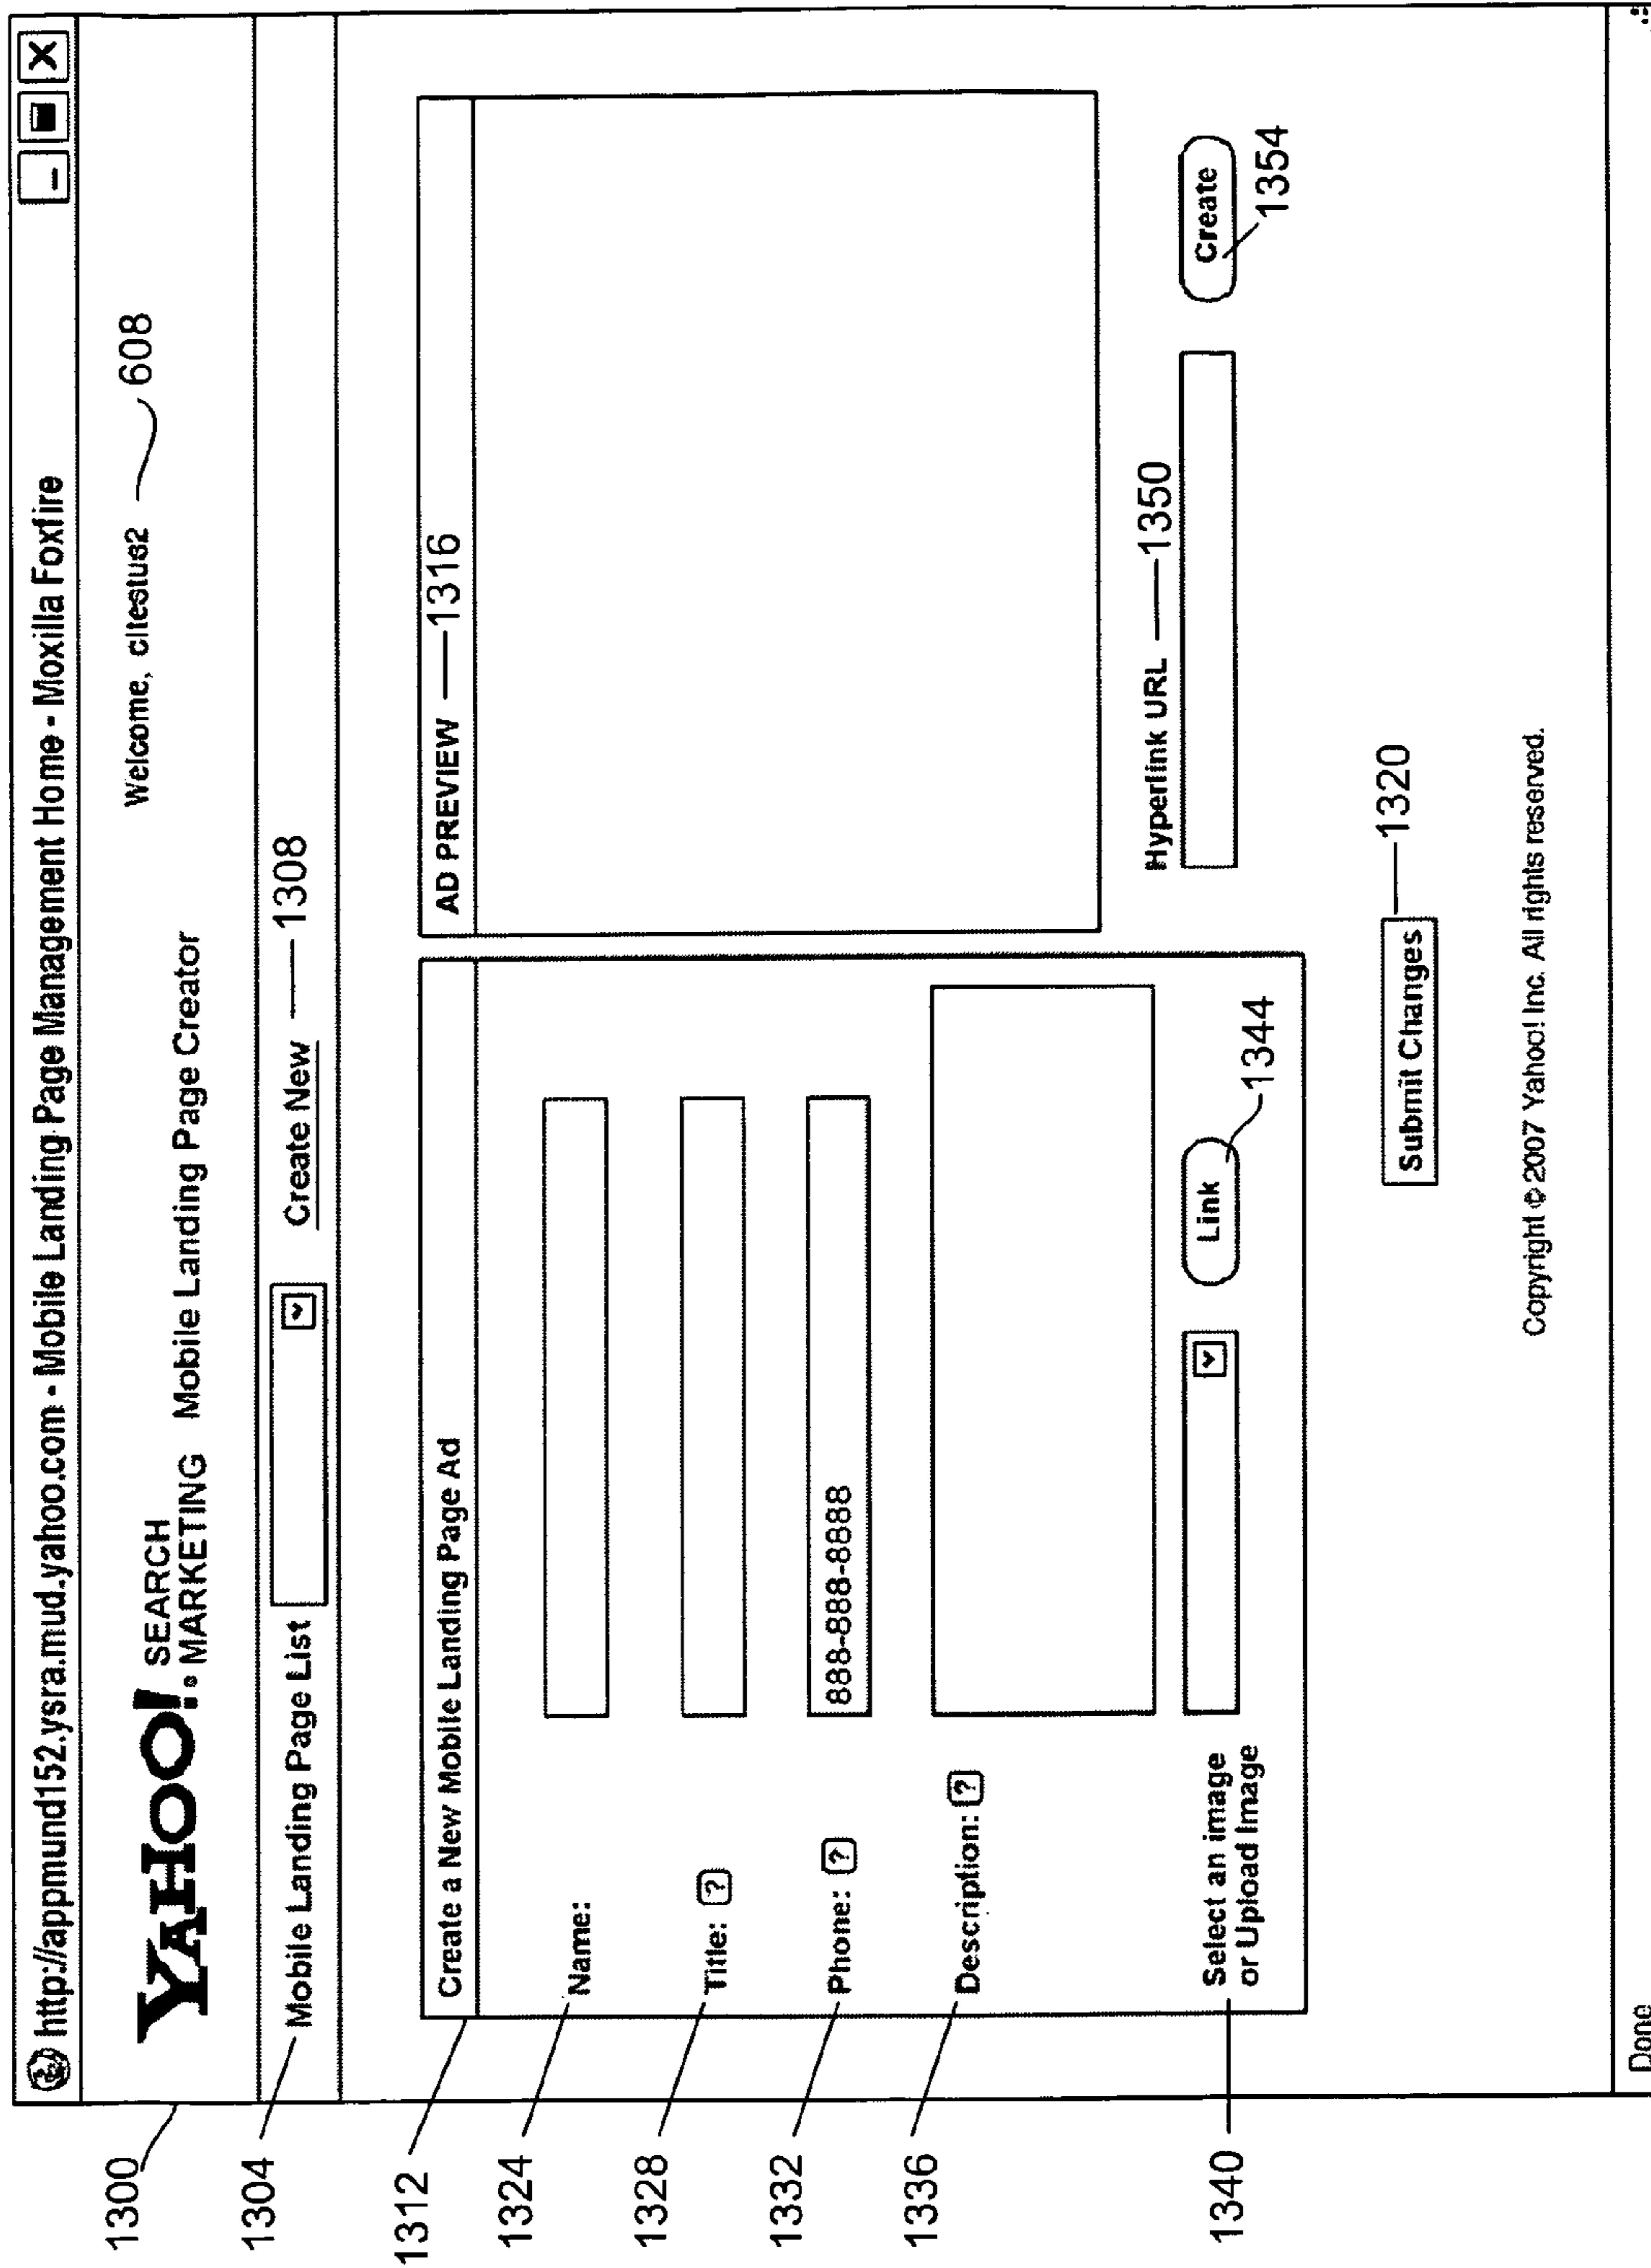 http://appmund152.ysra.mud.yahoo.com - Mobile Landing Page Management Home - Moxilla Foxfire
1300
YAHOO! SEARCH MARKETING Mobile Landing Page Creator
Welcome, cltestus2 608
1304
Mobile Landing Page List
Create New 1308
1312
Create a New Mobile Landing Page Ad
1324
Name:
1328
Title: ?
1332
Phone: ?
888-888-8888
1336
Description: ?
1340
Select an image
or Upload Image
Link
1344
AD PREVIEW 1316
Hyperlink URL 1350
Create
1354
Submit Changes 1320
Copyright © 2007 Yahoo! Inc. All rights reserved.
Done